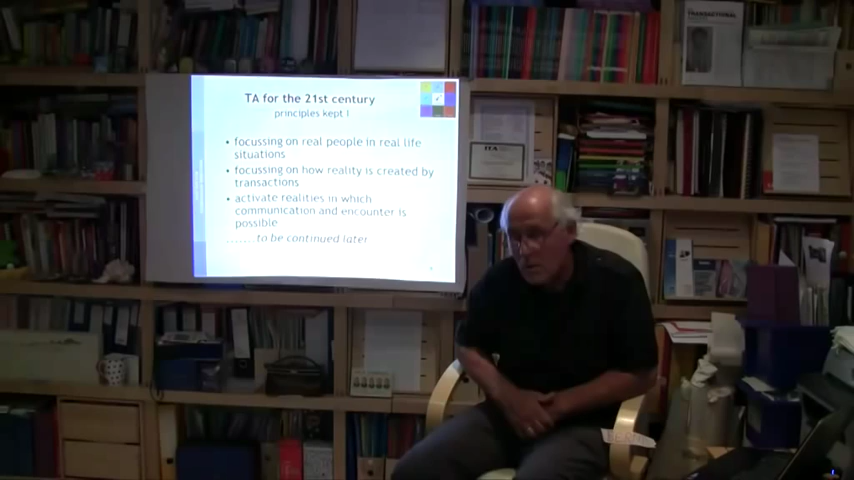 TA for the 21st century
principles kept I
• focussing on real people in real life
situations
• focussing on how reality is created by
transactions
• activate realities in which
communication and encounter is
possible
.......to be continued later
TRANSACTIONAL
ITA